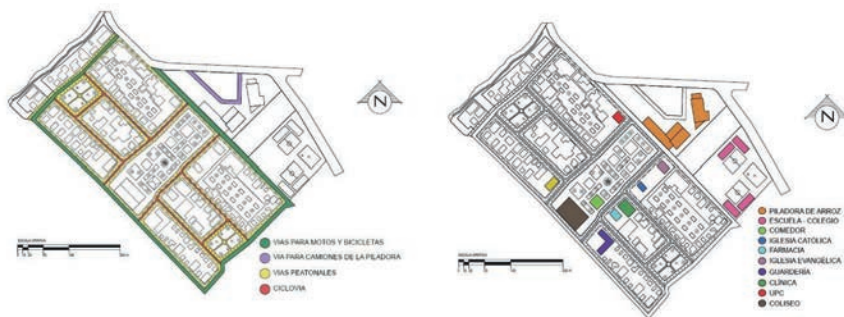 N
VIAS PARA MOTOS Y BICICLETAS
VIA PARA CAMIONES DE LA PILADORA
VIAS PEATONALES
CICLOVIA
N
PILADORA DE ARROZ
ESCUELA - COLEGIO
COMEDOR
IGLESIA CATÓLICA
FARMACIA
IGLESIA EVANGÉLICA
GUARDERÍA
CLÍNICA
UPC
COLISEO